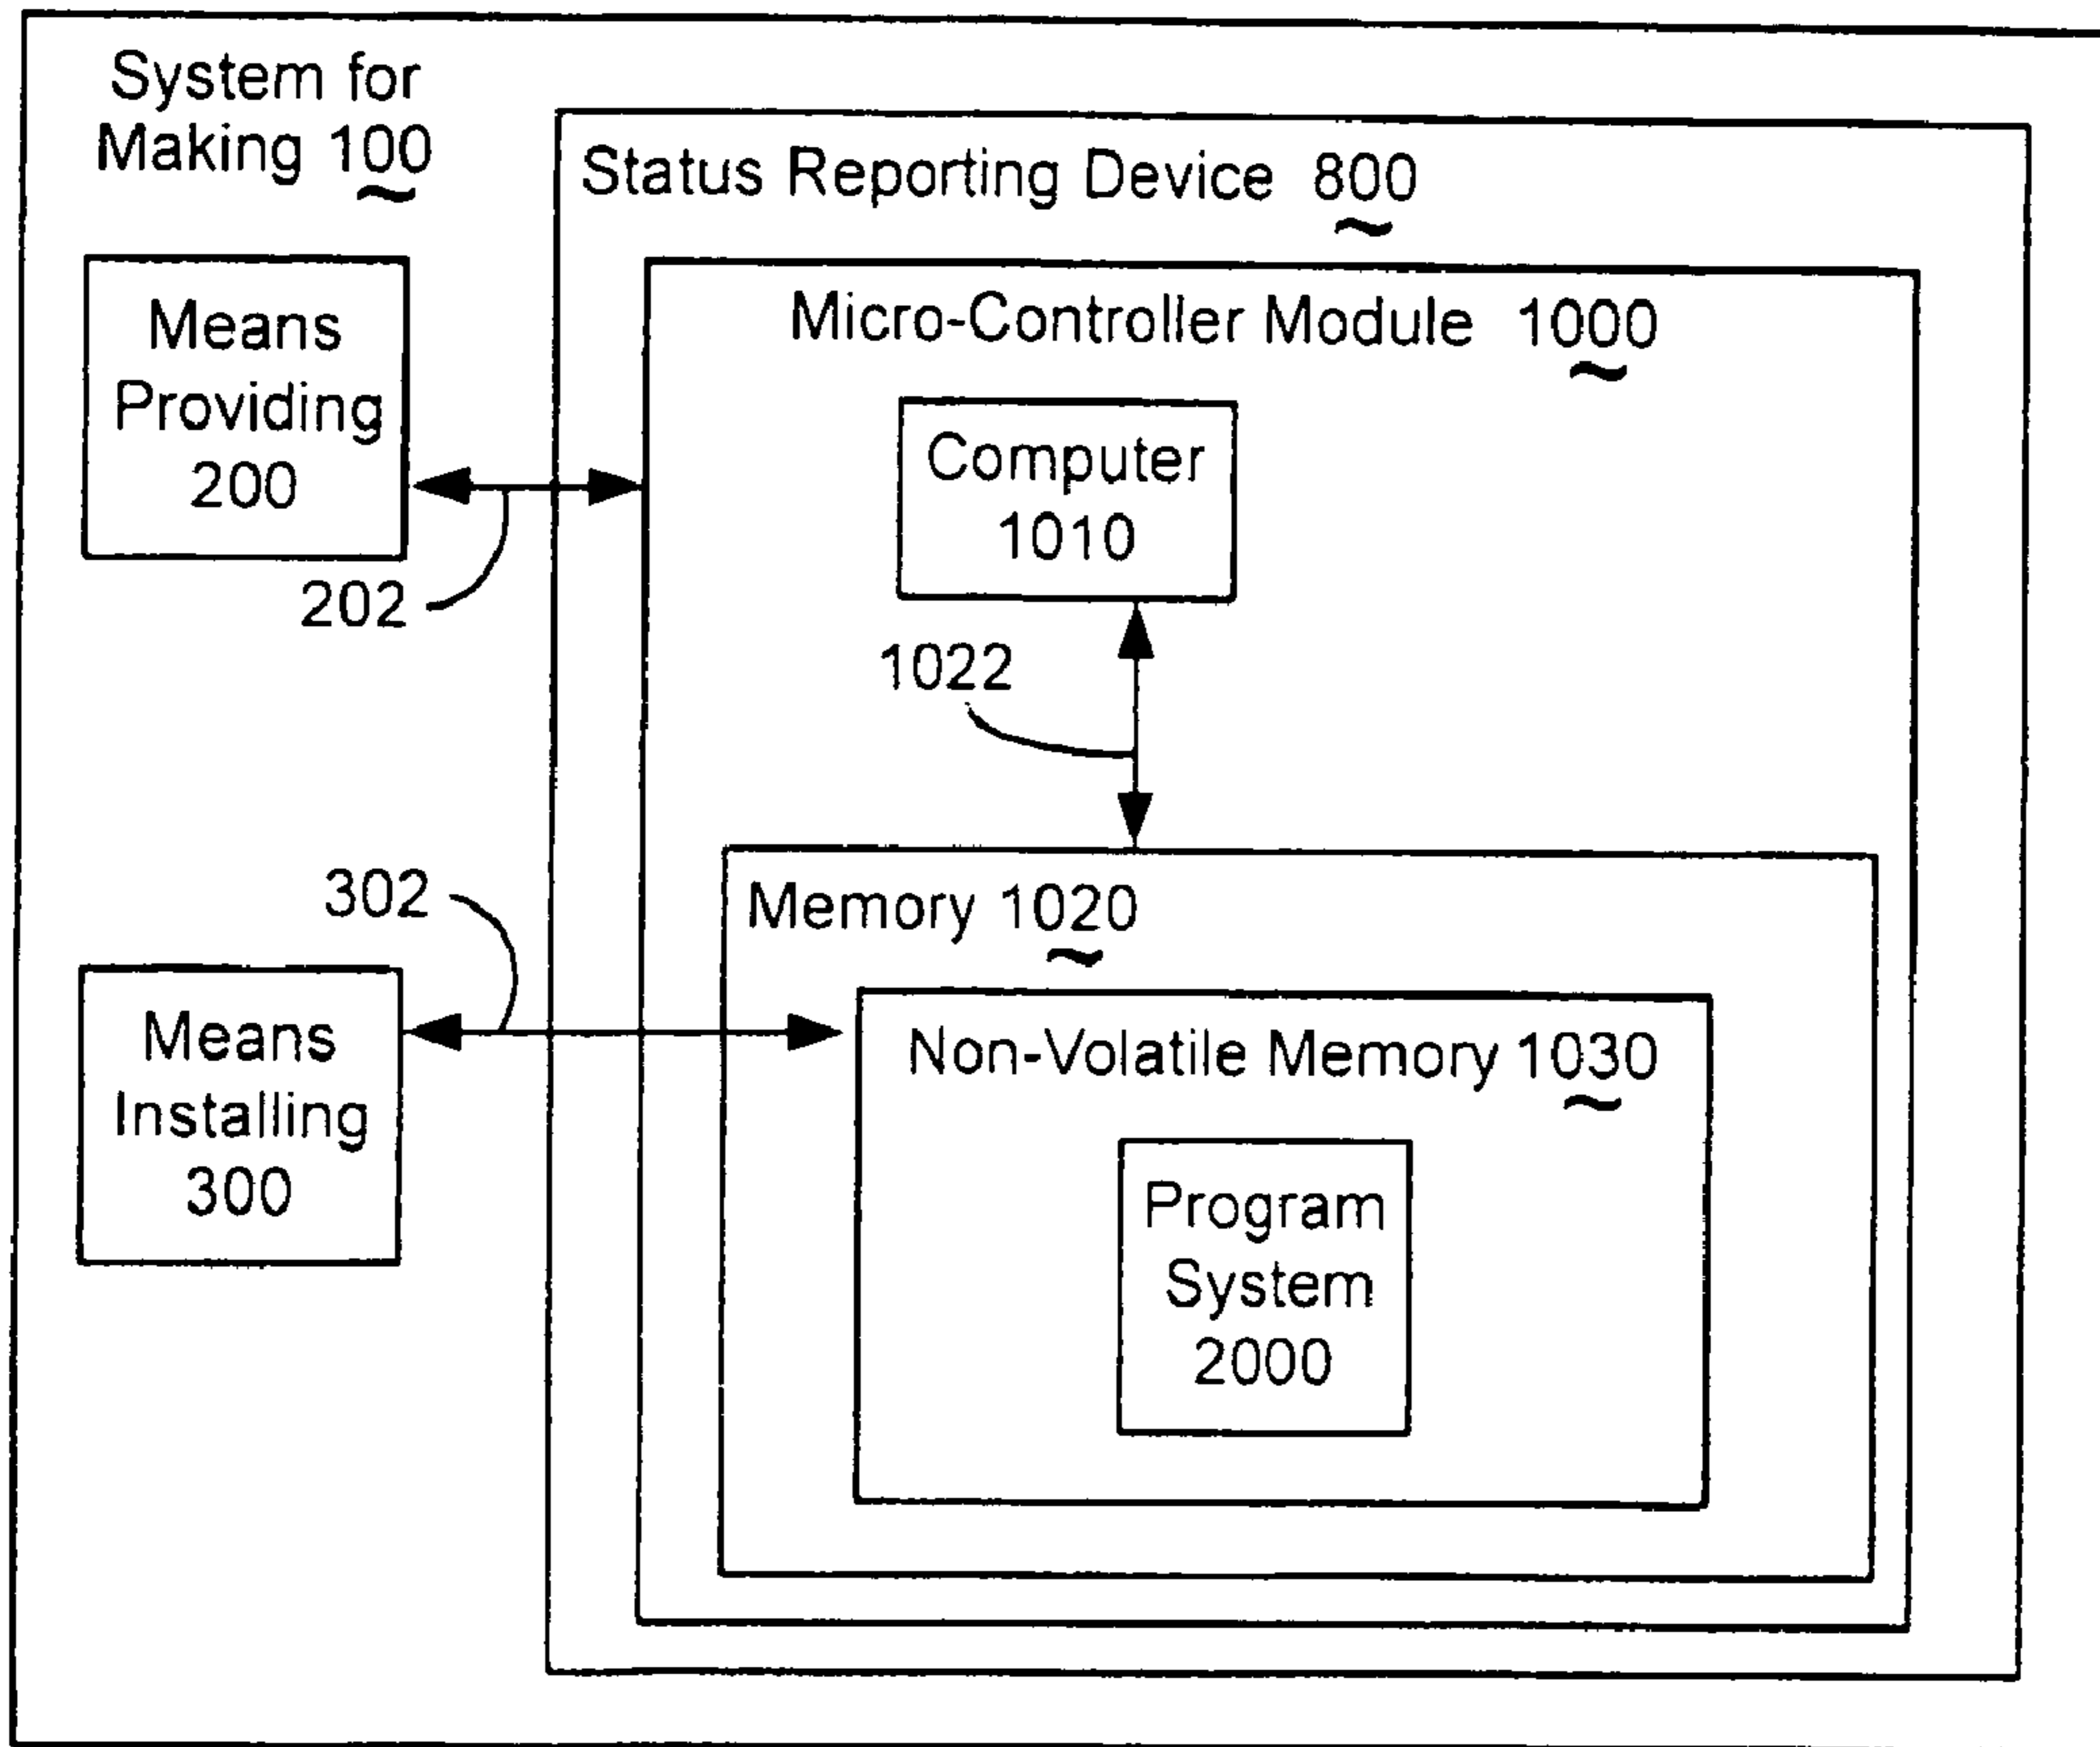 System for
Making 100
Status Reporting Device 800
Means
Providing
200
Micro-Controller Module 1000
Computer
1010
202
1022
302
Memory 1020
Means
Installing
300
Non-Volatile Memory 1030
Program
System
2000